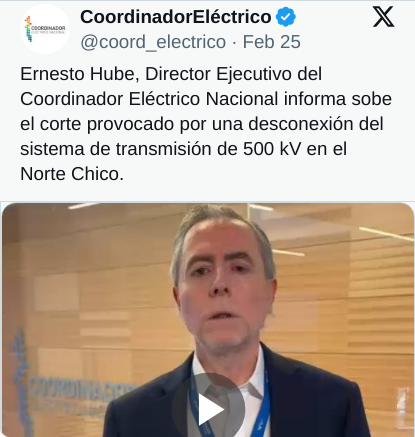 CoordinadorEléctrico
@coord_electrico · Feb 25
COORDINADOR
ELÉCTRICO NACIONAL
Ernesto Hube, Director Ejecutivo del
Coordinador Eléctrico Nacional informa sobe
el corte provocado por una desconexión del
sistema de transmisión de 500 kV en el
Norte Chico.
COORDINADOR